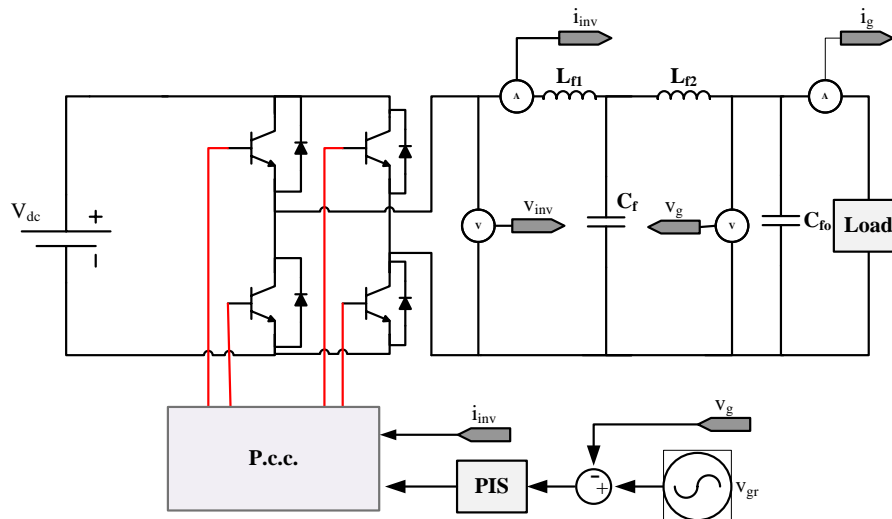 i_inv
i_g
L_f1
L_f2
A
A
V_dc
+
-
v_inv
C_f
v_g
C_fo
Load
V
V
i_inv
v_g
P.c.c.
PIS
-
+
v_gr